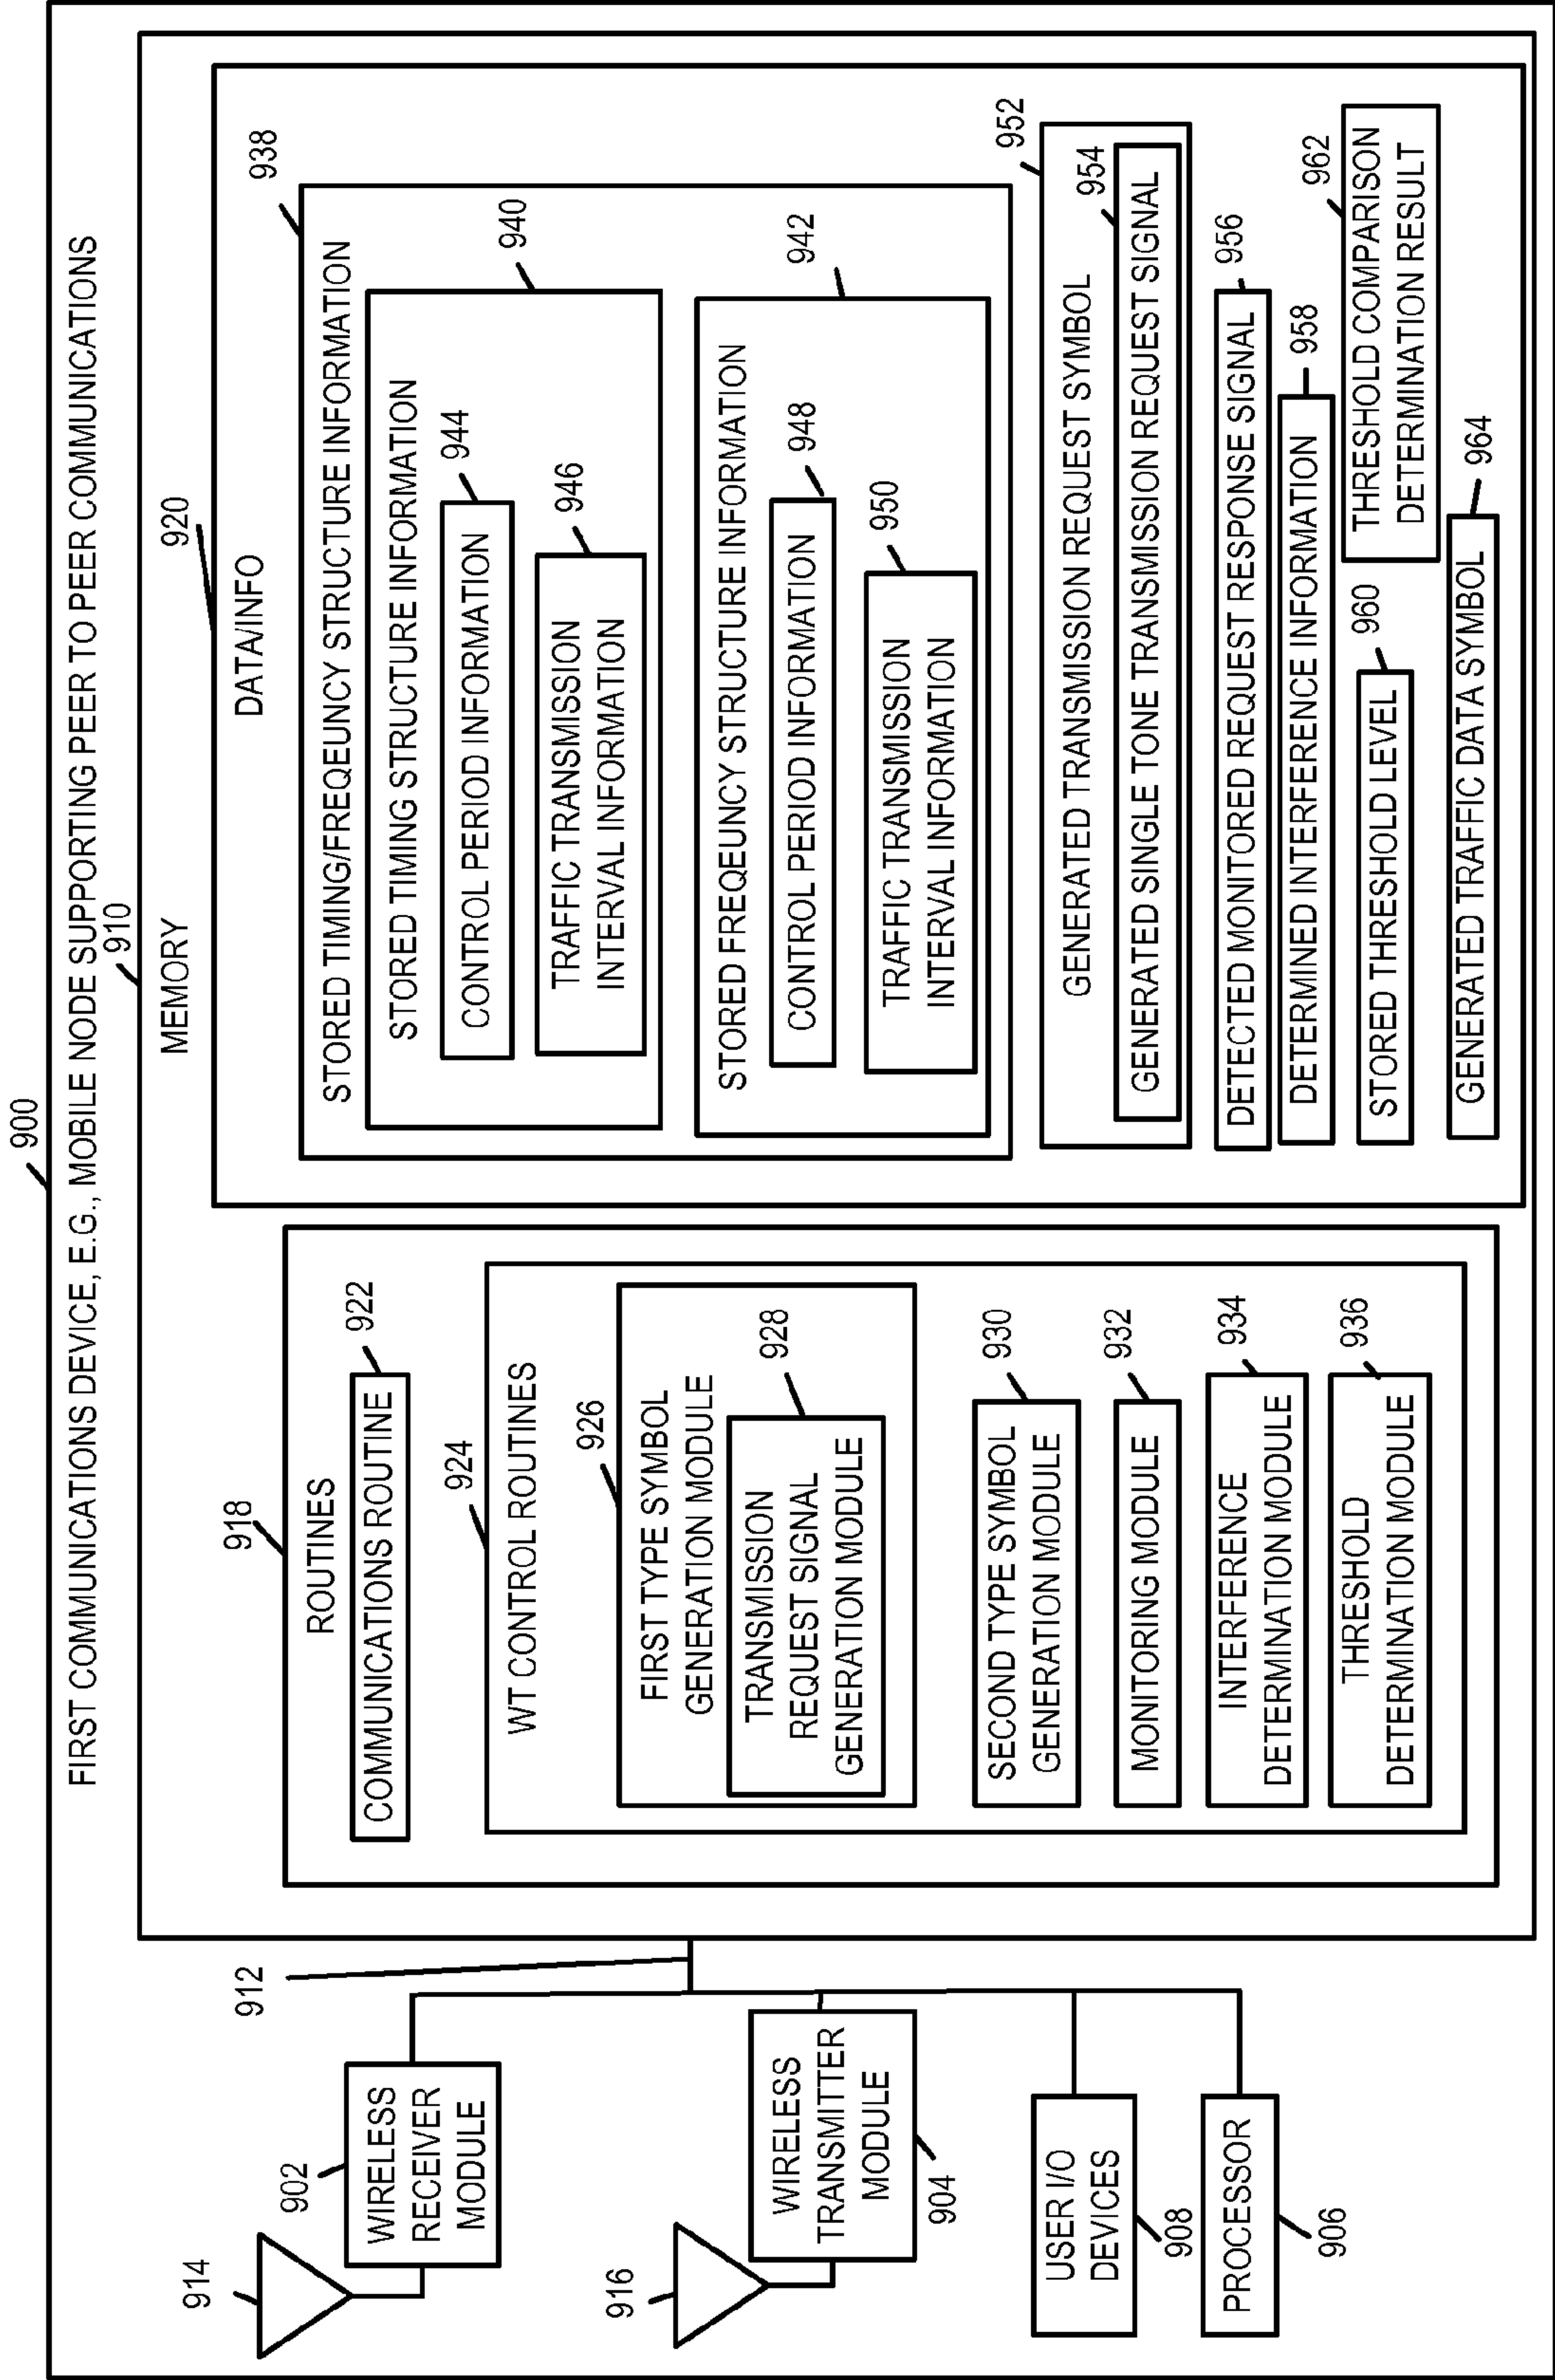 900
FIRST COMMUNICATIONS DEVICE, E.G., MOBILE NODE SUPPORTING PEER TO PEER COMMUNICATIONS
910
914
902
WIRELESS
RECEIVER
MODULE
916
WIRELESS
TRANSMITTER
MODULE
904
USER I/O
DEVICES
908
PROCESSOR
906
912
MEMORY
918
ROUTINES
922
COMMUNICATIONS ROUTINE
924
WT CONTROL ROUTINES
926
FIRST TYPE SYMBOL
GENERATION MODULE
928
TRANSMISSION
REQUEST SIGNAL
GENERATION MODULE
930
SECOND TYPE SYMBOL
GENERATION MODULE
932
MONITORING MODULE
934
INTERFERENCE
DETERMINATION MODULE
936
THRESHOLD
DETERMINATION MODULE
920
DATA/INFO
938
STORED TIMING/FREQEUNCY STRUCTURE INFORMATION
940
STORED TIMING STRUCTURE INFORMATION
944
CONTROL PERIOD INFORMATION
946
TRAFFIC TRANSMISSION
INTERVAL INFORMATION
942
STORED FREQEUNCY STRUCTURE INFORMATION
948
CONTROL PERIOD INFORMATION
950
TRAFFIC TRANSMISSION
INTERVAL INFORMATION
952
GENERATED TRANSMISSION REQUEST SYMBOL
954
GENERATED SINGLE TONE TRANSMISSION REQUEST SIGNAL
956
DETECTED MONITORED REQUEST RESPONSE SIGNAL
958
DETERMINED INTERFERENCE INFORMATION
960
STORED THRESHOLD LEVEL
962
THRESHOLD COMPARISON
DETERMINATION RESULT
964
GENERATED TRAFFIC DATA SYMBOL